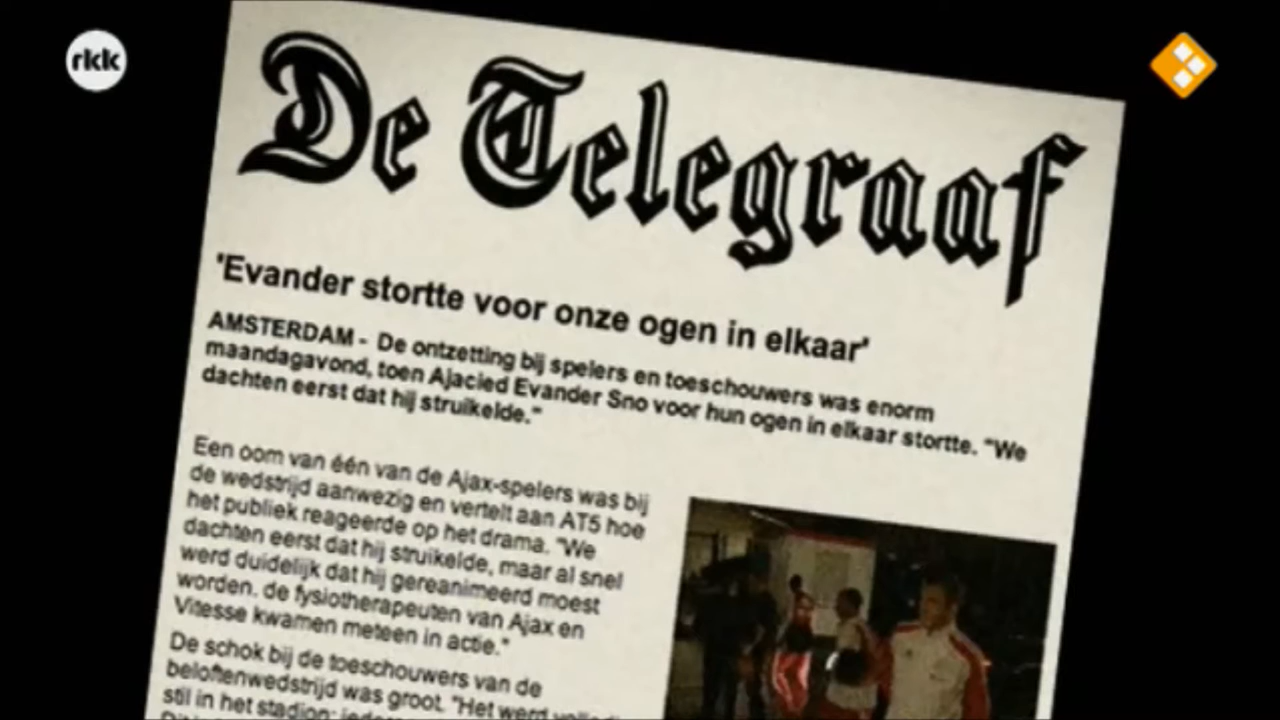 rkk
De Telegraaf
'Evander stortte voor onze ogen in elkaar'
AMSTERDAM - De ontzetting bij spelers en toeschouwers was enorm
maandagavond, toen Ajacied Evander Sno voor hun ogen in elkaar stortte. "We
dachten eerst dat hij struikelde."
Een oom van één van de Ajax-spelers was bij
de wedstrijd aanwezig en vertelt aan AT5 hoe
het publiek reageerde op het drama. "We
dachten eerst dat hij struikelde, maar al snel
werd duidelijk dat hij gereanimeerd moest
worden. de fysiotherapeuten van Ajax en
Vitesse kwamen meteen in actie."
De schok bij de toeschouwers van de
beloftenwedstrijd was groot. "Het werd
stil in het stadion: